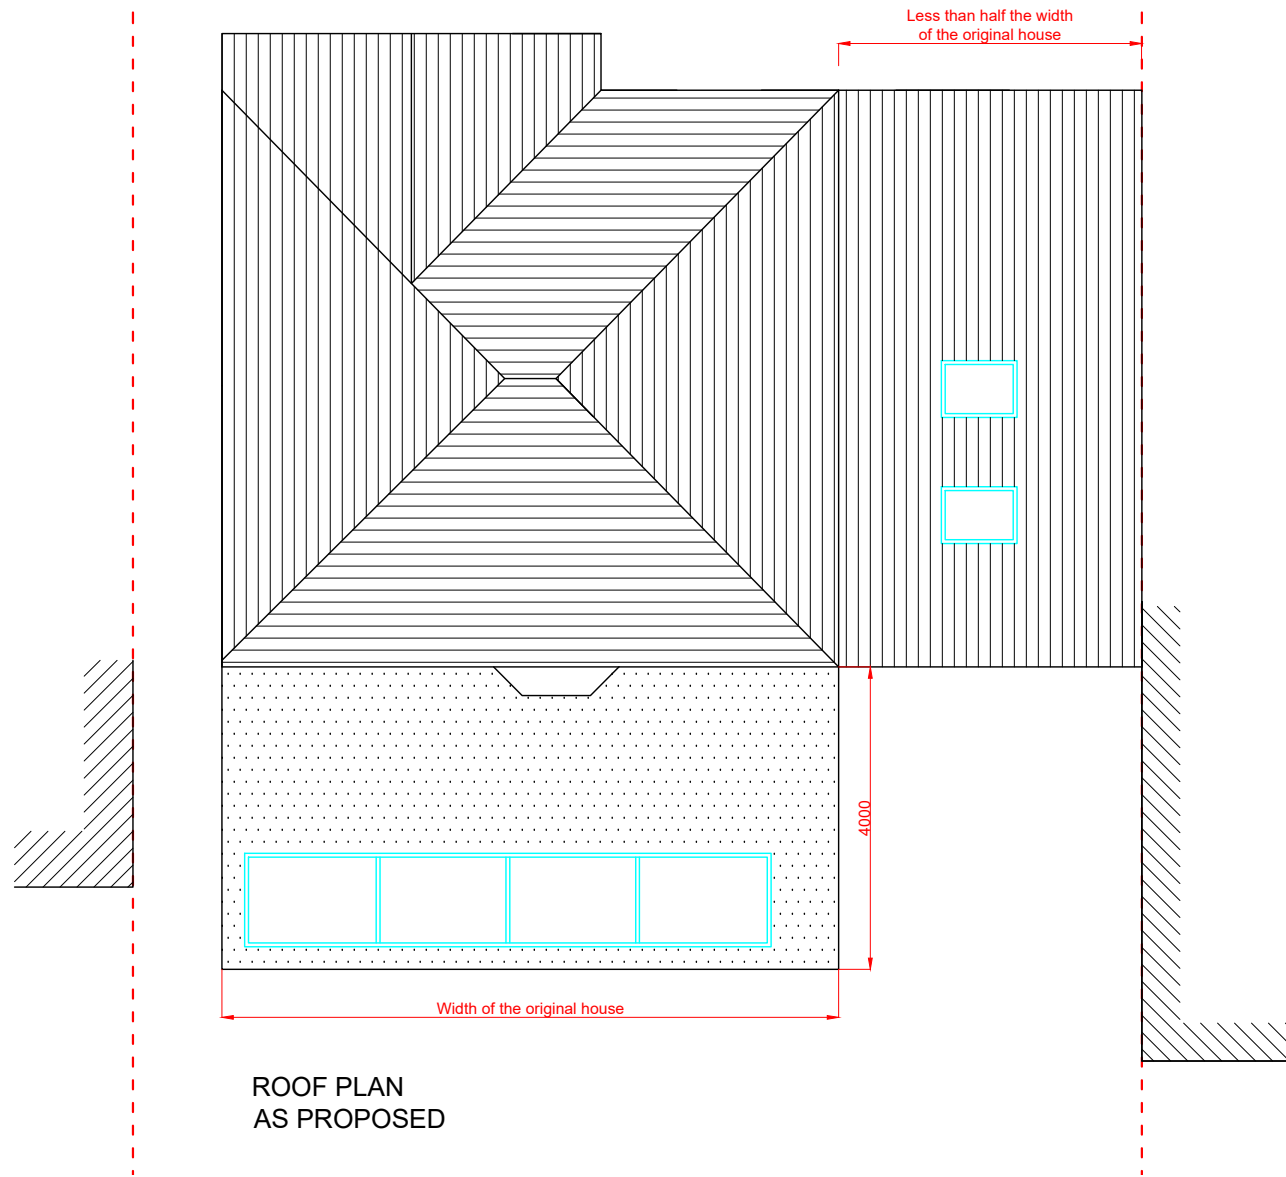 Less than half the width
of the original house
4000
Width of the original house
ROOF PLAN
AS PROPOSED